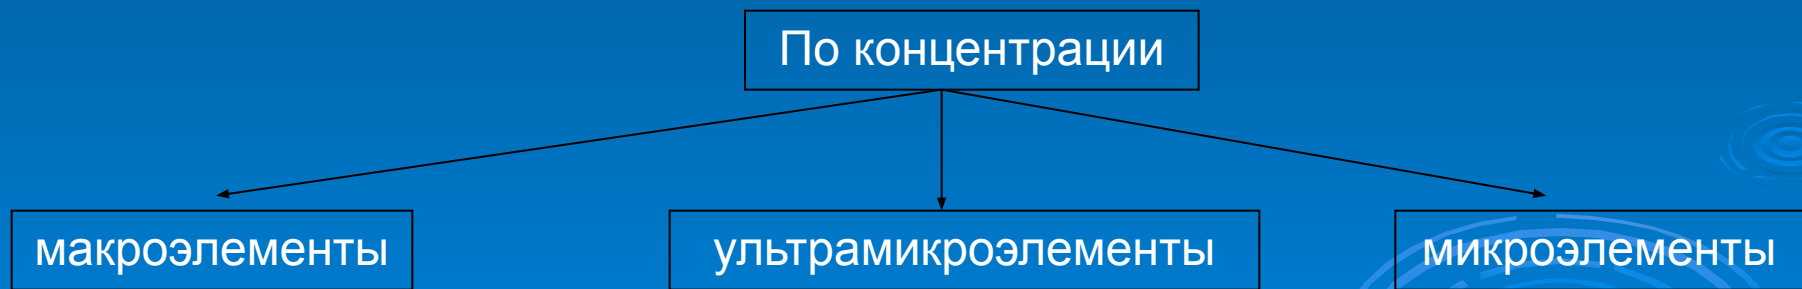 По концентрации
макроэлементы
ультрамикроэлементы
микроэлементы